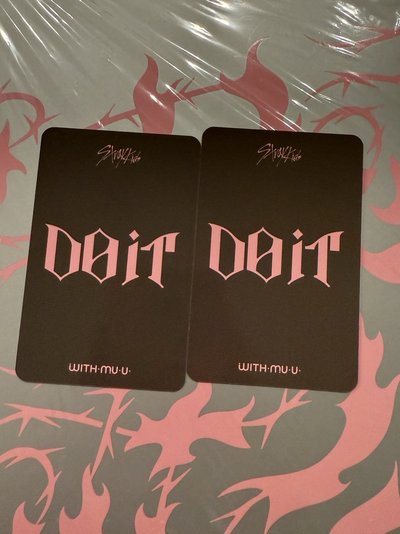 Stray Kids
DO iT
WITH·MU·U·
Stray Kids
DO iT
WITH·MU·U·